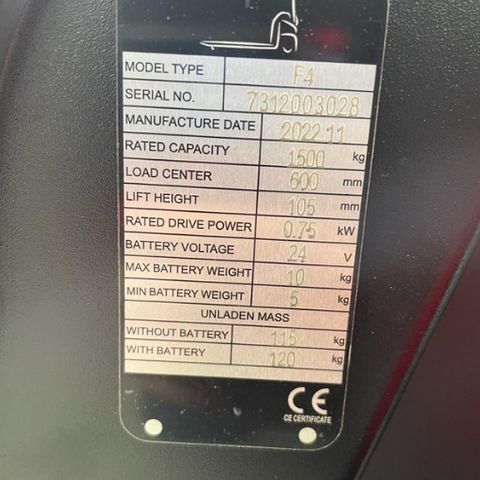 MODEL TYPE F4
SERIAL NO. 7312003028
MANUFACTURE DATE 2022.11
RATED CAPACITY 1500 kg
LOAD CENTER 600 mm
LIFT HEIGHT 105 mm
RATED DRIVE POWER 0.75 kW
BATTERY VOLTAGE 24 V
MAX BATTERY WEIGHT 10 kg
MIN BATTERY WEIGHT 5 kg
UNLADEN MASS
WITHOUT BATTERY 115 kg
WITH BATTERY 120 kg
CE
CE CERTIFICATE